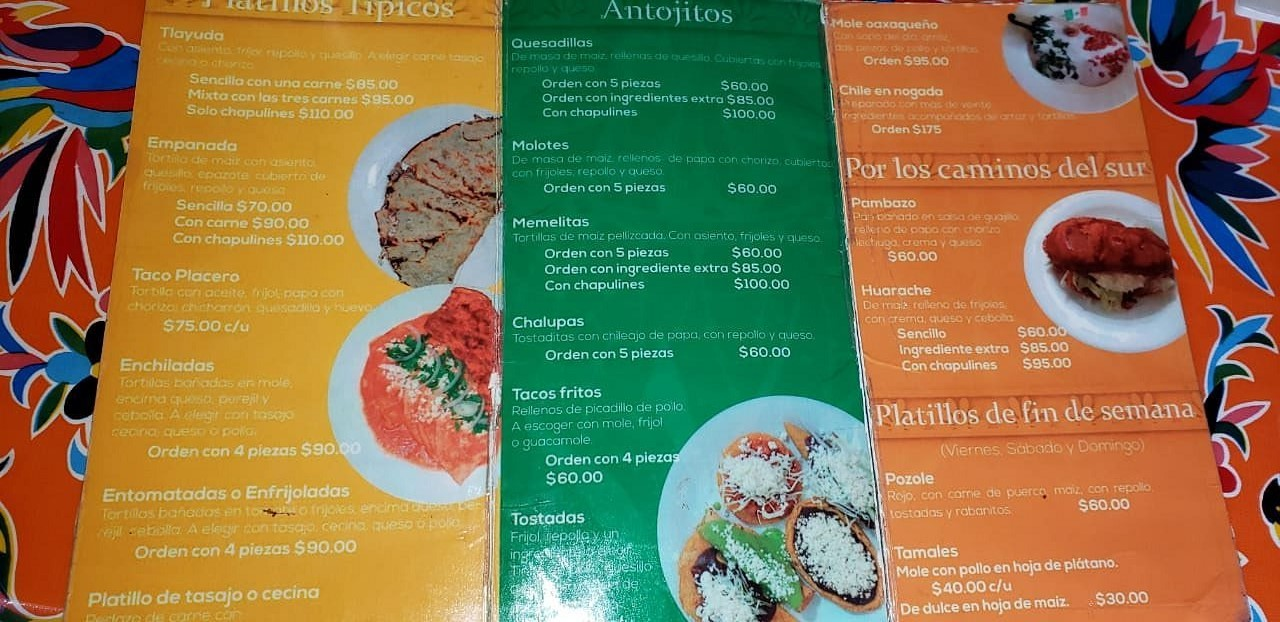 Platillos Típicos
Tlayuda
Con asiento, frijol, repollo y quesillo. A elegir carne tasajo,
cecina o chorizo.
Sencilla con una carne $85.00
Mixta con las tres carnes $95.00
Solo chapulines $110.00
Empanada
Tortilla de maíz con asiento,
quesillo, epazote, cubierto de
frijoles, repollo y queso
Sencilla $70.00
Con carne $90.00
Con chapulines $110.00
Taco Placero
Tortilla con aceite, frijol, papa con
chorizo, chicharrón, quesadilla y huevo
$75.00 c/u
Enchiladas
Tortillas bañadas en mole,
encima queso, perejil y
cebolla. A elegir con tasajo
cecina, queso o pollo.
Orden con 4 piezas $90.00
Entomatadas o Enfrijoladas
Tortillas bañadas en o frijoles, encima
cebolla. A elegir con tasajo, cecina, queso o pollo.
Orden con 4 piezas $90.00
Platillo de tasajo o cecina
Pedazo de carne con
Antojitos
Quesadillas
De masa de maíz, rellenas de quesillo. Cubiertas con frijoles,
repollo y queso.
Orden con 5 piezas $60.00
Orden con ingredientes extra $85.00
Con chapulines $100.00
Molotes
De masa de maíz, rellenos de papa con chorizo, cubiertos
con frijoles, repollo y queso.
Orden con 5 piezas $60.00
Memelitas
Tortillas de maíz pellizcada. Con asiento, frijoles y queso.
Orden con 5 piezas $60.00
Orden con ingrediente extra $85.00
Con chapulines $100.00
Chalupas
Tostaditas con chileajo de papa, con repollo y queso.
Orden con 5 piezas $60.00
Tacos fritos
Rellenos de picadillo de pollo.
A escoger con mole, frijol
o guacamole.
Orden con 4 piezas
$60.00
Tostadas
Frijol, repollo y un
quesillo
de
Mole oaxaqueño
Con sopa del día, arroz,
dos piezas de pollo y tortillas
Orden $95.00
Chile en nogada
Preparado con más de veinte
ingredientes acompañados de arroz y tortillas
Orden $175
Por los caminos del sur
Pambazo
Pan bañado en salsa de guajillo,
relleno de papa con chorizo
lechuga, crema y queso.
$60.00
Huarache
De maíz, relleno de frijoles,
con crema, queso y cebolla.
Sencillo $60.00
Ingrediente extra $85.00
Con chapulines $95.00
Platillos de fin de semana
(Viernes, Sábado y Domingo)
Pozole
Rojo, con carne de puerco, maíz, con repollo,
tostadas y rabanitos. $60.00
Tamales
Mole con pollo en hoja de plátano.
$40.00 c/u
De dulce en hoja de maíz. $30.00